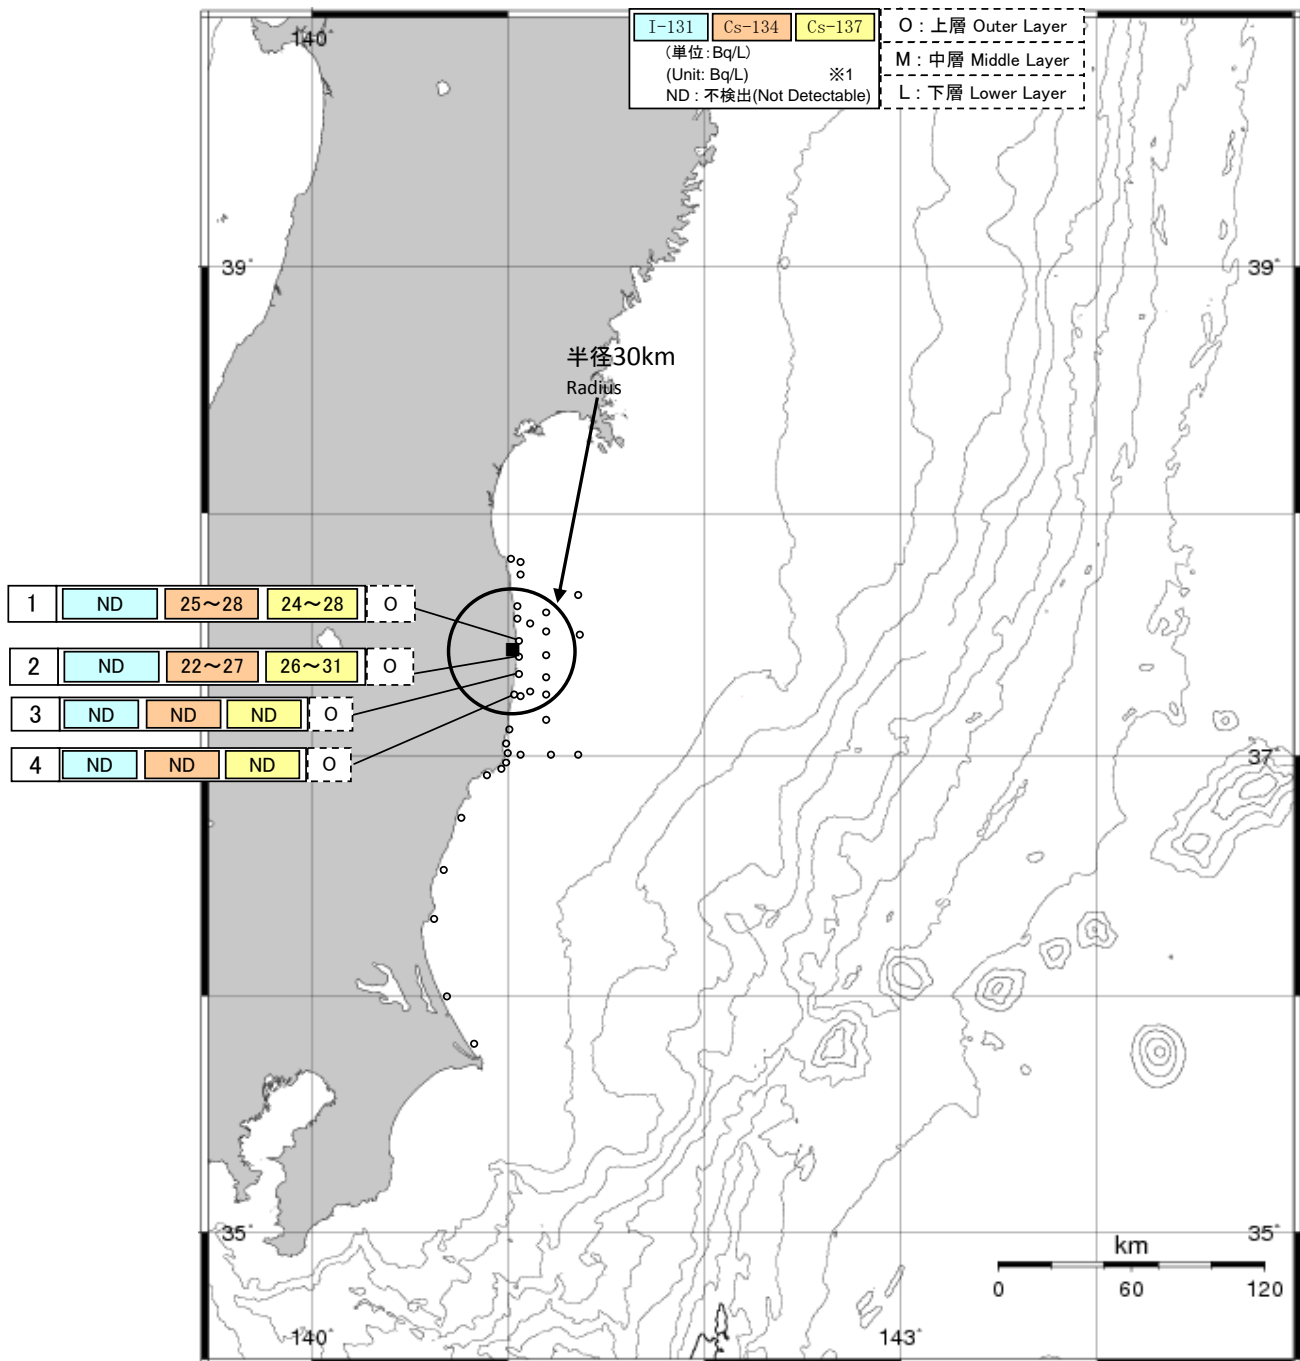 140°
I-131 Cs-134 Cs-137
(単位:Bq/L)
(Unit: Bq/L) ※1
ND : 不検出(Not Detectable)
O : 上層 Outer Layer
M : 中層 Middle Layer
L : 下層 Lower Layer
39° 39°
半径30km
Radius
1 ND 25～28 24～28 O
2 ND 22～27 26～31 O
3 ND ND ND O
4 ND ND ND O
37°
35° 35°
km
0 60 120
140° 143°